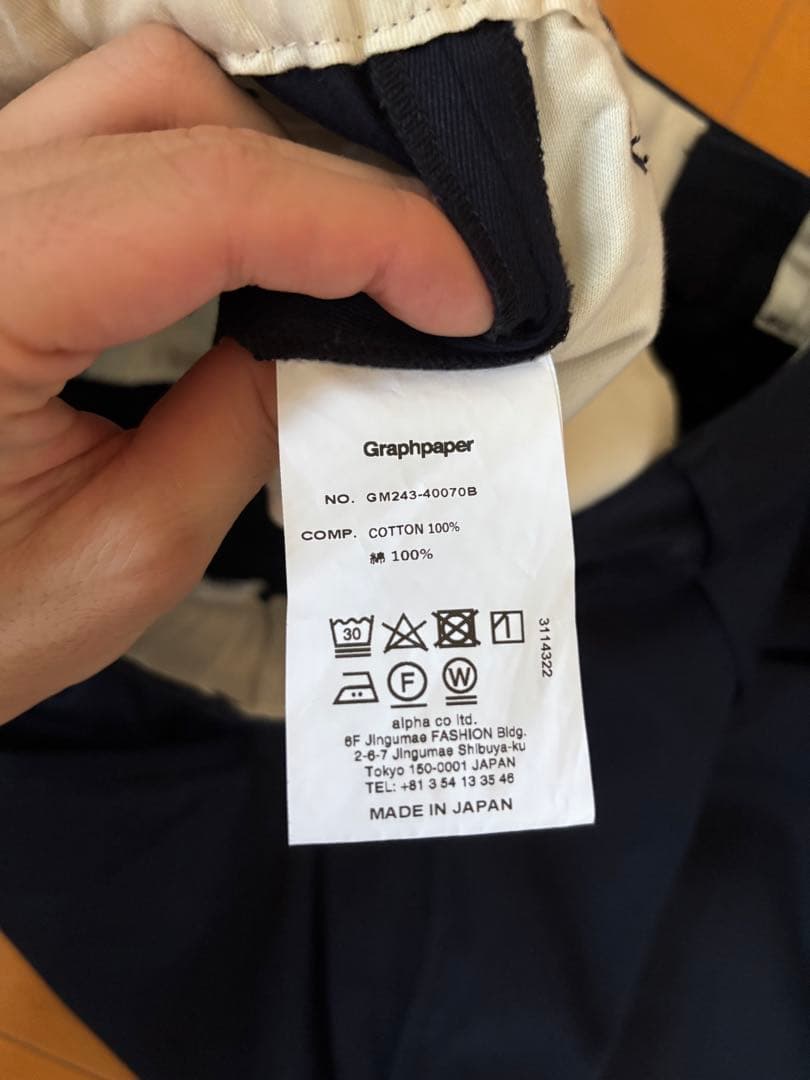 Graphpaper
NO. GM243-40070B
COMP. COTTON 100%
綿 100%
30
F
W
3114322
alpha co ltd.
6F Jingumae FASHION Bldg.
2-6-7 Jingumae Shibuya-ku
Tokyo 150-0001 JAPAN
TEL: +81 3 54 13 35 46
MADE IN JAPAN